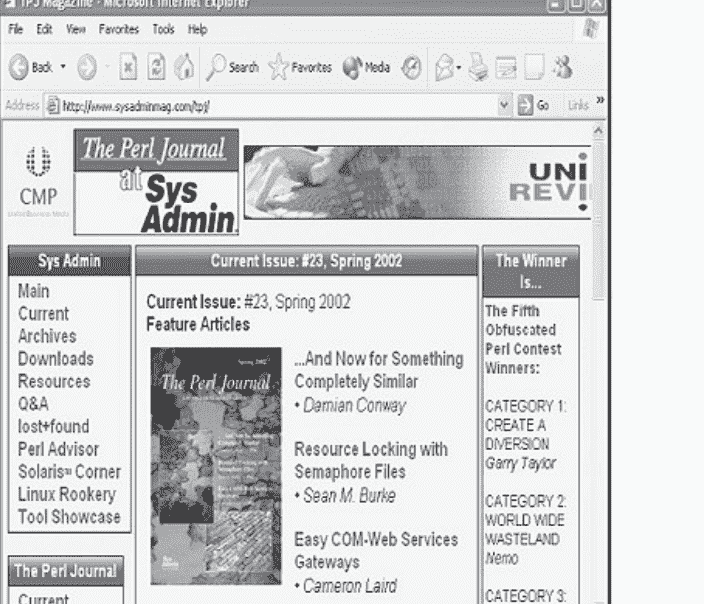 TPJ Magazine - Microsoft Internet Explorer
File Edit View Favorites Tools Help
Back Search Favorites Media
Address http://www.sysadminmag.com/tpj/ Go Links »
CMP
The Perl Journal
at Sys
Admin
UNI
REVI
Sys Admin
Main
Current
Archives
Downloads
Resources
Q&A
lost+found
Perl Advisor
Solaris℠ Corner
Linux Rookery
Tool Showcase
The Perl Journal
Current
Current Issue: #23, Spring 2002
Current Issue: #23, Spring 2002
Feature Articles
Spring 2002
The Perl Journal
Sys
Admin
...And Now for Something
Completely Similar
• Damian Conway
Resource Locking with
Semaphore Files
• Sean M. Burke
Easy COM-Web Services
Gateways
• Cameron Laird
The Winner
Is...
The Fifth
Obfuscated
Perl Contest
Winners:
CATEGORY 1:
CREATE A
DIVERSION
Garry Taylor
CATEGORY 2:
WORLD WIDE
WASTELAND
Nemo
CATEGORY 3: